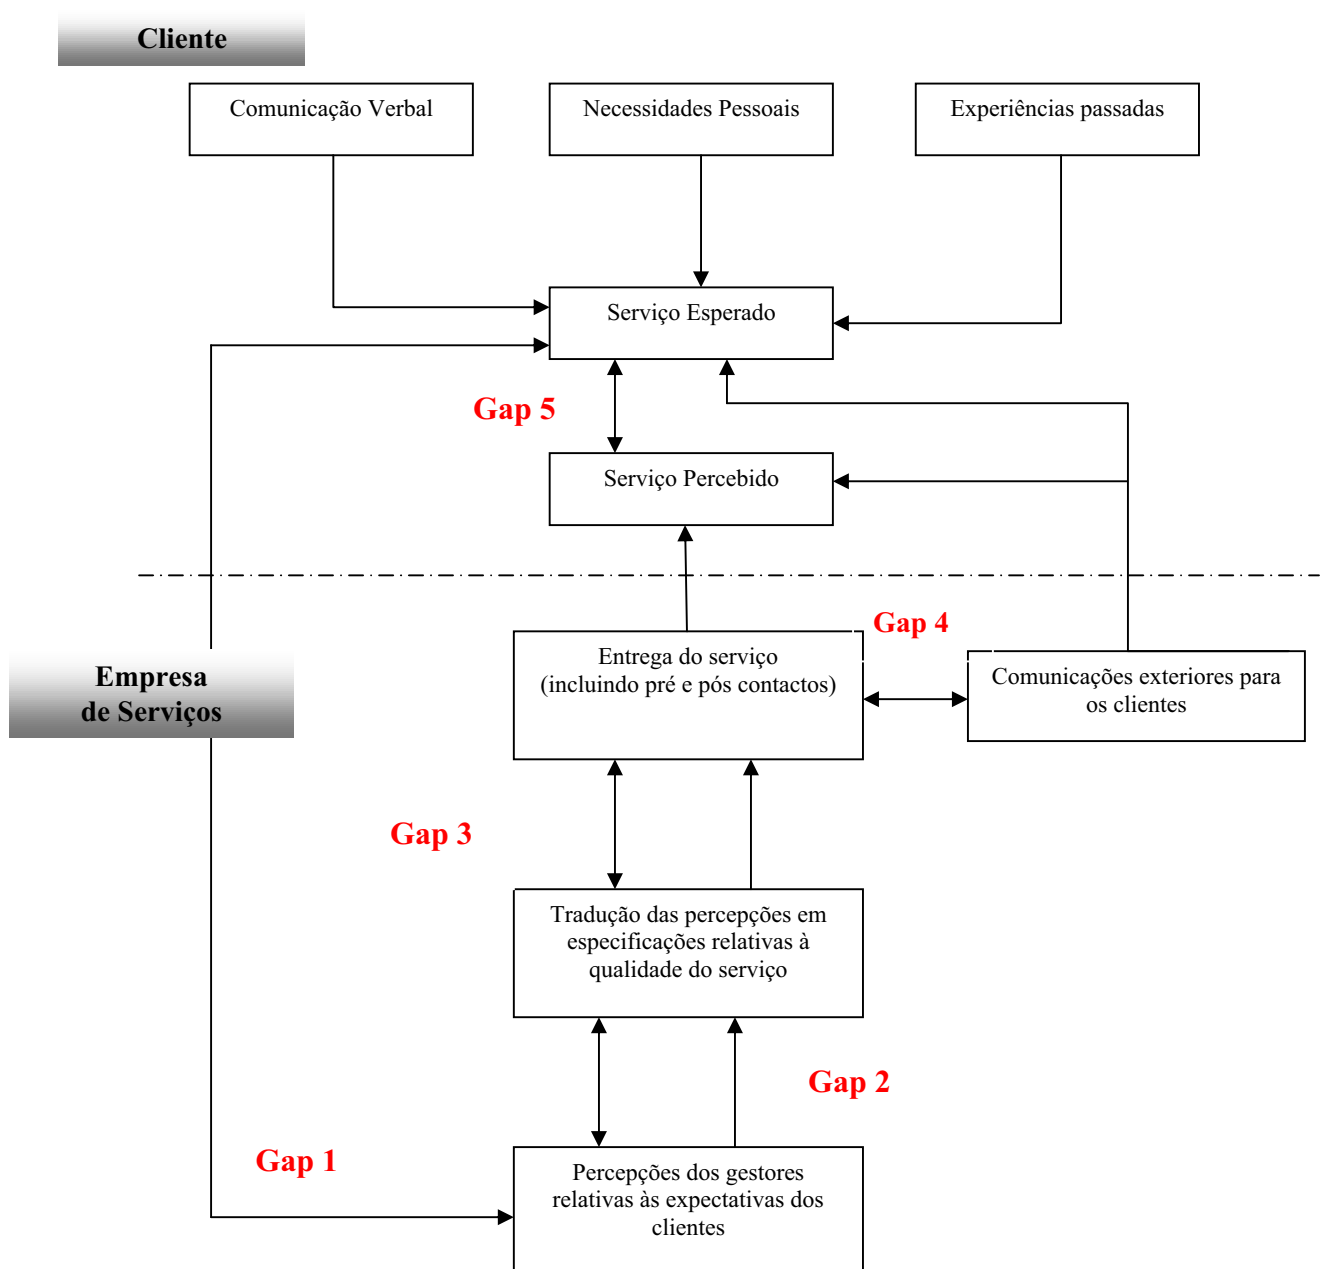 Cliente
Comunicação Verbal
Necessidades Pessoais
Experiências passadas
Serviço Esperado
Gap 5
Serviço Percebido
Gap 4
Entrega do serviço
(incluindo pré e pós contactos)
Comunicações exteriores para
os clientes
Empresa
de Serviços
Gap 3
Tradução das percepções em
especificações relativas à
qualidade do serviço
Gap 2
Gap 1
Percepções dos gestores
relativas às expectativas dos
clientes